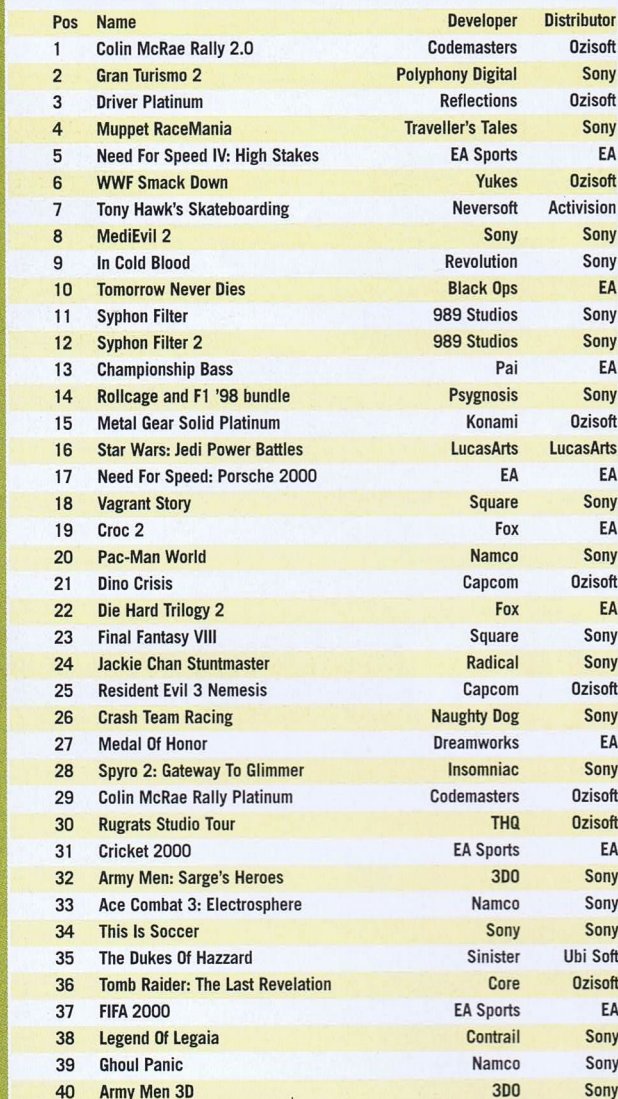 Pos Name Developer Distributor
1 Colin McRae Rally 2.0 Codemasters Ozisoft
2 Gran Turismo 2 Polyphony Digital Sony
3 Driver Platinum Reflections Ozisoft
4 Muppet RaceMania Traveller's Tales Sony
5 Need For Speed IV: High Stakes EA Sports EA
6 WWF Smack Down Yukes Ozisoft
7 Tony Hawk's Skateboarding Neversoft Activision
8 MediEvil 2 Sony Sony
9 In Cold Blood Revolution Sony
10 Tomorrow Never Dies Black Ops EA
11 Syphon Filter 989 Studios Sony
12 Syphon Filter 2 989 Studios Sony
13 Championship Bass Pai EA
14 Rollcage and F1 '98 bundle Psygnosis Sony
15 Metal Gear Solid Platinum Konami Ozisoft
16 Star Wars: Jedi Power Battles LucasArts LucasArts
17 Need For Speed: Porsche 2000 EA EA
18 Vagrant Story Square Sony
19 Croc 2 Fox EA
20 Pac-Man World Namco Sony
21 Dino Crisis Capcom Ozisoft
22 Die Hard Trilogy 2 Fox EA
23 Final Fantasy VIII Square Sony
24 Jackie Chan Stuntmaster Radical Sony
25 Resident Evil 3 Nemesis Capcom Ozisoft
26 Crash Team Racing Naughty Dog Sony
27 Medal Of Honor Dreamworks EA
28 Spyro 2: Gateway To Glimmer Insomniac Sony
29 Colin McRae Rally Platinum Codemasters Ozisoft
30 Rugrats Studio Tour THQ Ozisoft
31 Cricket 2000 EA Sports EA
32 Army Men: Sarge's Heroes 3DO Sony
33 Ace Combat 3: Electrosphere Namco Sony
34 This Is Soccer Sony Sony
35 The Dukes Of Hazzard Sinister Ubi Soft
36 Tomb Raider: The Last Revelation Core Ozisoft
37 FIFA 2000 EA Sports EA
38 Legend Of Legaia Contrail Sony
39 Ghoul Panic Namco Sony
40 Army Men 3D 3DO Sony